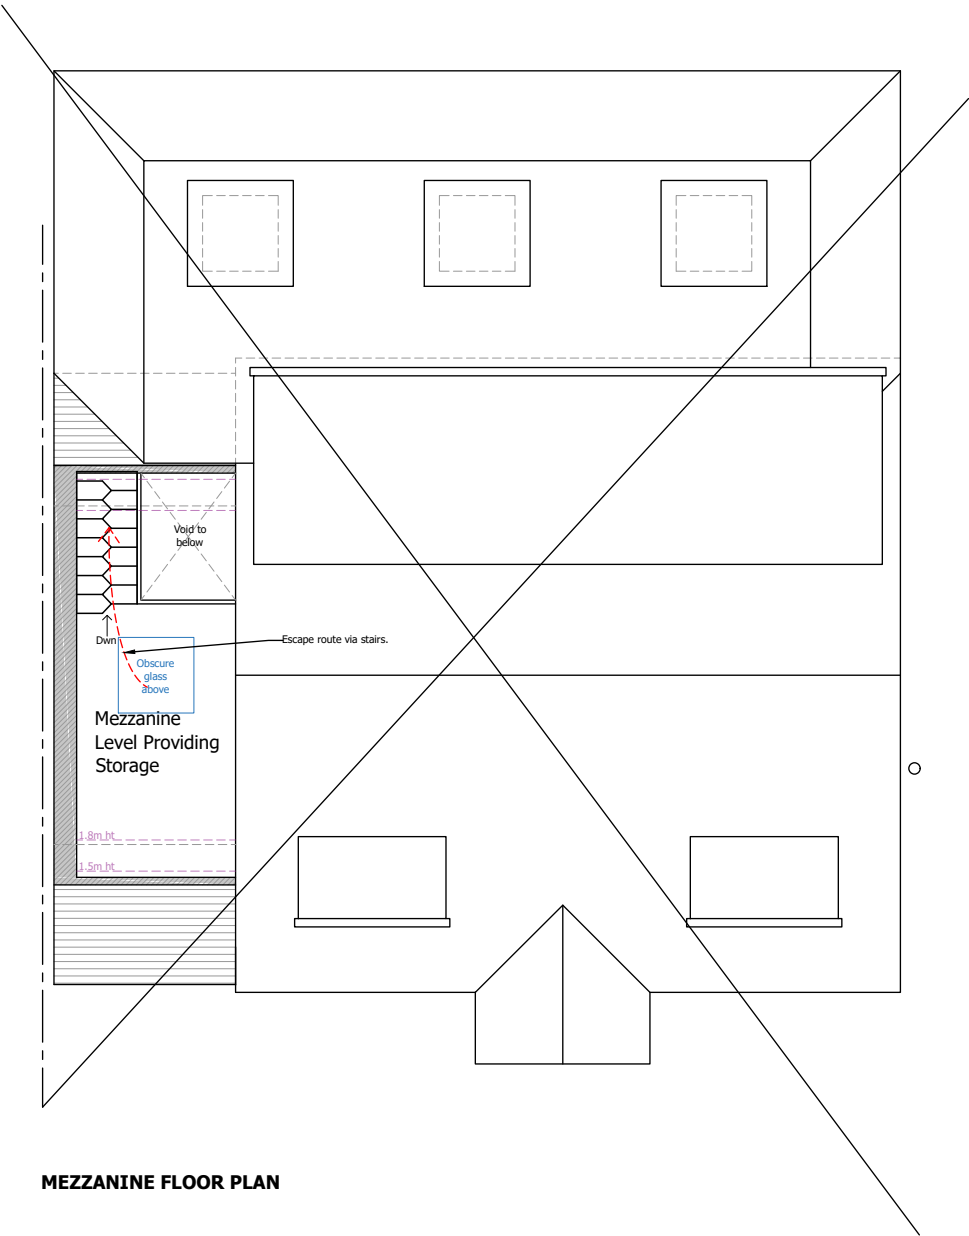 Void to
below
Dwn
Escape route via stairs.
Obscure
glass
above
Mezzanine
Level Providing
Storage
1.8m ht
1.5m ht
MEZZANINE FLOOR PLAN